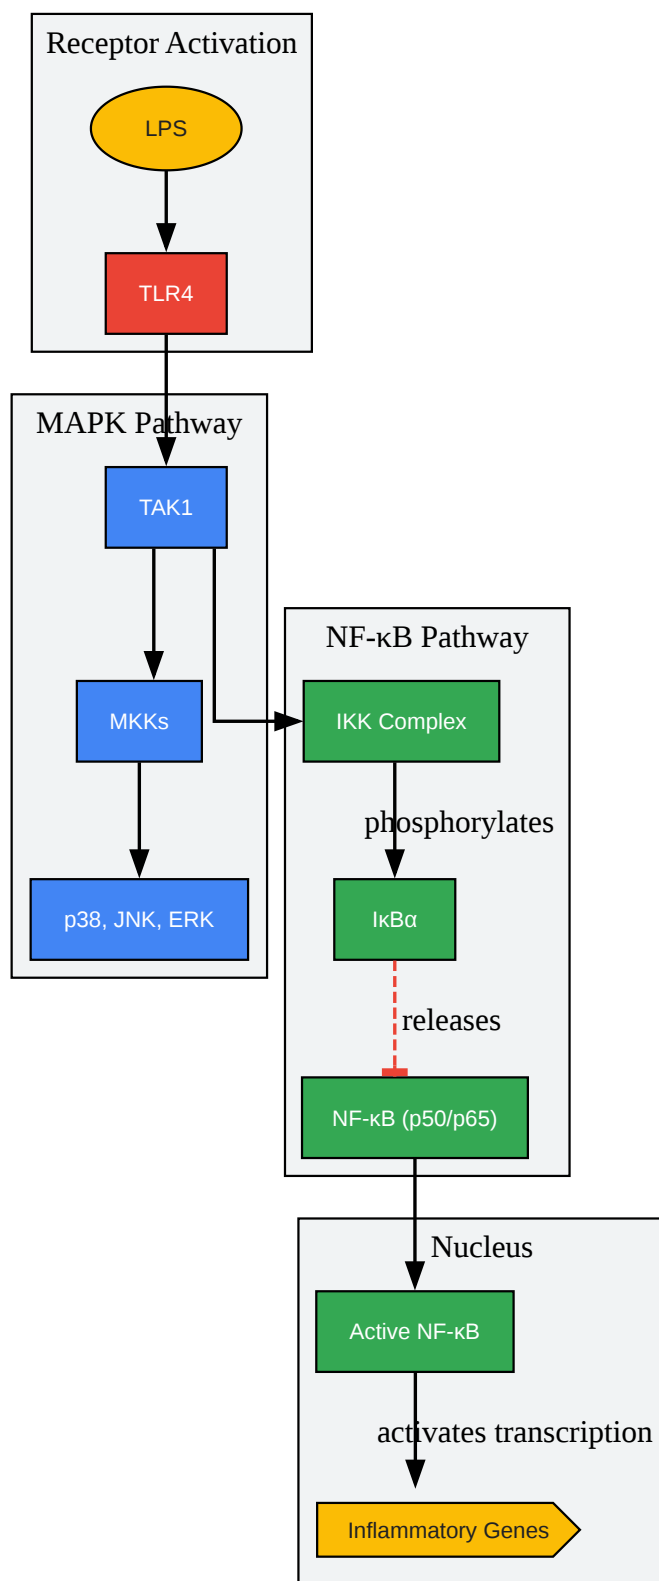 Receptor Activation
LPS
TLR4
MAPK Pathway
TAK1
NF-κB Pathway
MKKs
IKK Complex
phosphorylates
p38, JNK, ERK
IκBα
releases
NF-κB (p50/p65)
Nucleus
Active NF-κB
activates transcription
Inflammatory Genes